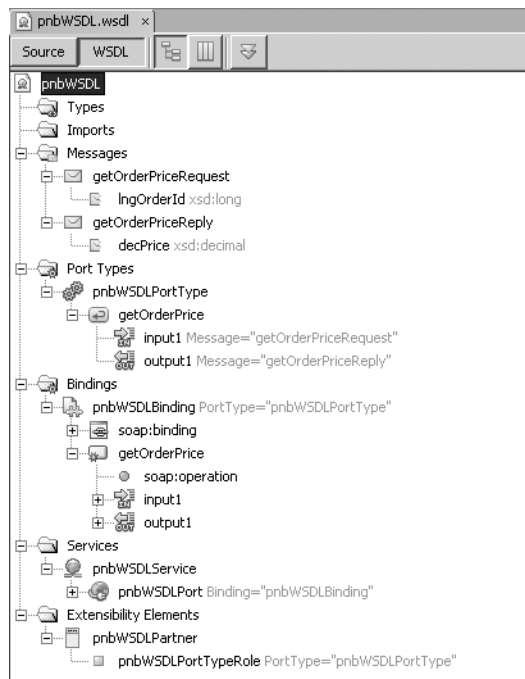 pnbWSDL.wsdl ×
Source WSDL
pnbWSDL
Types
Imports
Messages
getOrderPriceRequest
lngOrderId xsd:long
getOrderPriceReply
decPrice xsd:decimal
Port Types
pnbWSDLPortType
getOrderPrice
input1 Message="getOrderPriceRequest"
output1 Message="getOrderPriceReply"
Bindings
pnbWSDLBinding PortType="pnbWSDLPortType"
soap:binding
getOrderPrice
soap:operation
input1
output1
Services
pnbWSDLService
pnbWSDLPort Binding="pnbWSDLBinding"
Extensibility Elements
pnbWSDLPartner
pnbWSDLPortTypeRole PortType="pnbWSDLPortType"